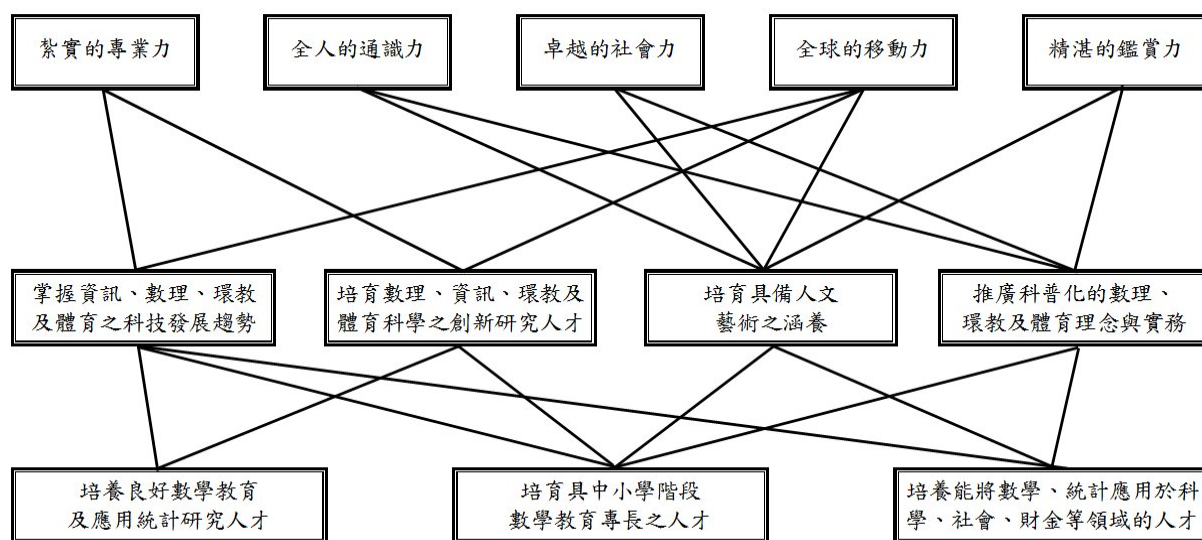 紮實的專業力
全人的通識力
卓越的社會力
全球的移動力
精湛的鑑賞力
掌握資訊、數理、環教
及體育之科技發展趨勢
培育數理、資訊、環教及
體育科學之創新研究人才
培育具備人文
藝術之涵養
推廣科普化的數理、
環教及體育理念與實務
培養良好數學教育
及應用統計研究人才
培育具中小學階段
數學教育專長之人才
培養能將數學、統計應用於科
學、社會、財金等領域的人才